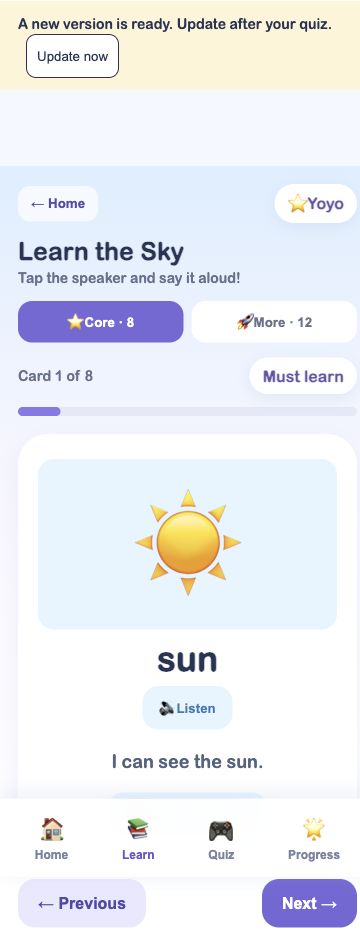 A new version is ready. Update after your quiz.
Update now
← Home
Yoyo
Learn the Sky
Tap the speaker and say it aloud!
Core · 8
More · 12
Card 1 of 8
Must learn
sun
Listen
I can see the sun.
Home
Learn
Quiz
Progress
← Previous
Next →